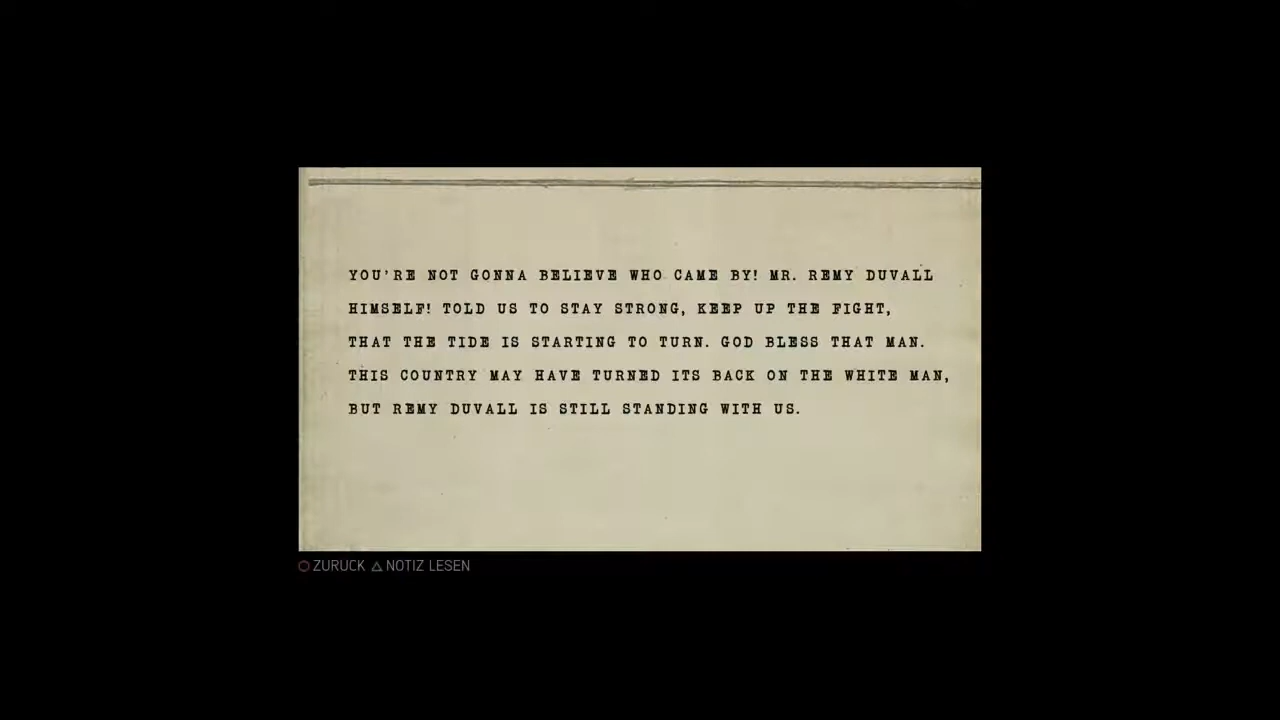 YOU'RE NOT GONNA BELIEVE WHO CAME BY! MR. REMY DUVALL
HIMSELF! TOLD US TO STAY STRONG, KEEP UP THE FIGHT,
THAT THE TIDE IS STARTING TO TURN. GOD BLESS THAT MAN.
THIS COUNTRY MAY HAVE TURNED ITS BACK ON THE WHITE MAN,
BUT REMY DUVALL IS STILL STANDING WITH US.
ZURUCK NOTIZ LESEN